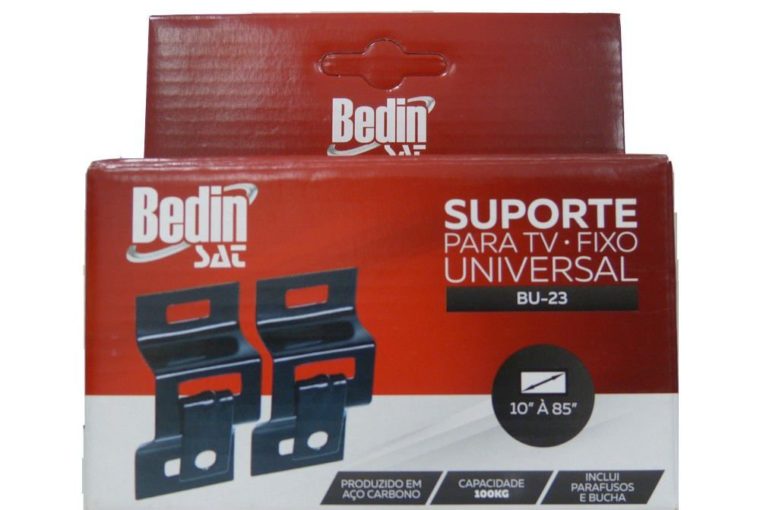 Bedin
SAT
Bedin
SAT
SUPORTE
PARA TV • FIXO
UNIVERSAL
BU-23
10" À 85"
PRODUZIDO EM
AÇO CARBONO
CAPACIDADE
100KG
INCLUI
PARAFUSOS
E BUCHA